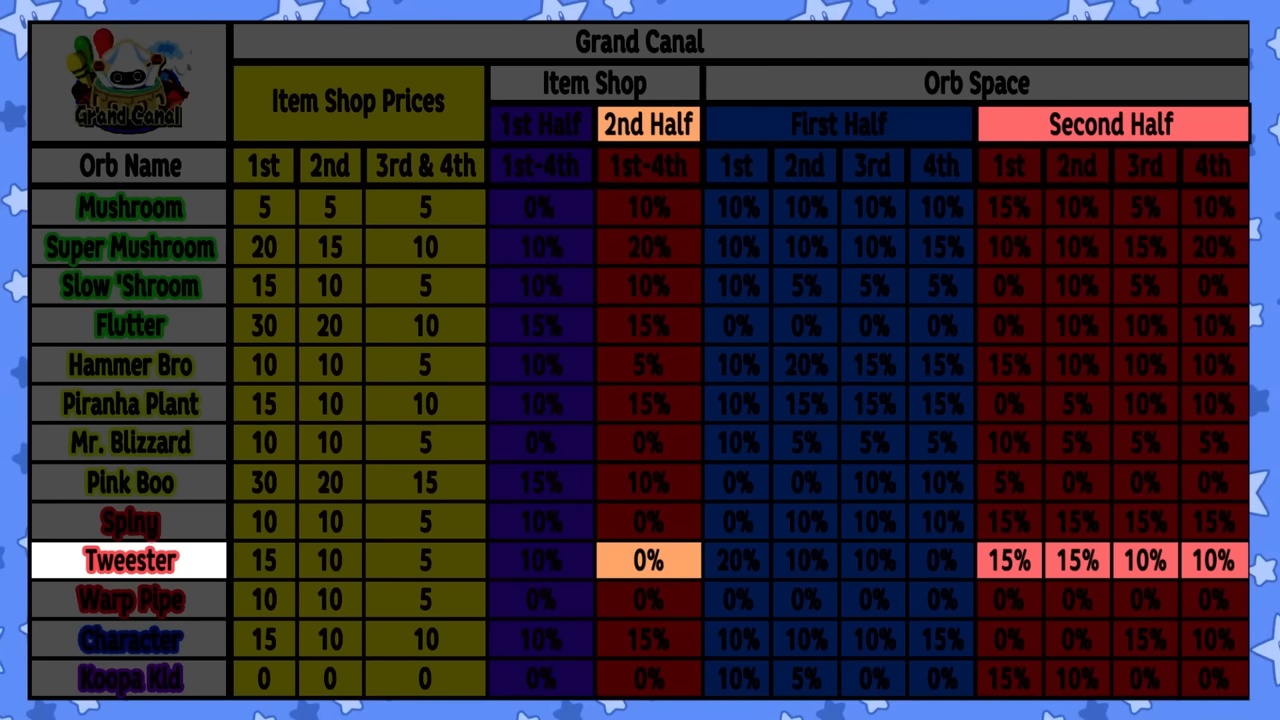 Grand Canal
Grand Canal
Item Shop Prices Item Shop Orb Space
1st Half 2nd Half First Half Second Half
Orb Name 1st 2nd 3rd & 4th 1st-4th 1st-4th 1st 2nd 3rd 4th 1st 2nd 3rd 4th
Mushroom 5 5 5 0% 10% 10% 10% 10% 10% 15% 10% 5% 10%
Super Mushroom 20 15 10 10% 20% 10% 10% 10% 15% 10% 10% 15% 20%
Slow 'Shroom 15 10 5 10% 10% 10% 5% 5% 5% 0% 10% 5% 0%
Flutter 30 20 10 15% 15% 0% 0% 0% 0% 0% 10% 10% 10%
Hammer Bro 10 10 5 10% 5% 10% 20% 15% 15% 15% 10% 10% 10%
Piranha Plant 15 10 10 10% 15% 10% 15% 15% 15% 0% 5% 10% 10%
Mr. Blizzard 10 10 5 0% 0% 10% 5% 5% 5% 10% 5% 5% 5%
Pink Boo 30 20 15 15% 10% 0% 0% 10% 10% 5% 0% 0% 0%
Spiny 10 10 5 10% 0% 0% 10% 10% 10% 15% 15% 15% 15%
Tweester 15 10 5 10% 0% 20% 10% 10% 0% 15% 15% 10% 10%
Warp Pipe 10 10 5 0% 0% 0% 0% 0% 0% 0% 0% 0% 0%
Character 15 10 10 10% 15% 10% 10% 10% 15% 0% 0% 15% 10%
Koopa Kid 0 0 0 0% 0% 10% 5% 0% 0% 15% 10% 0% 0%